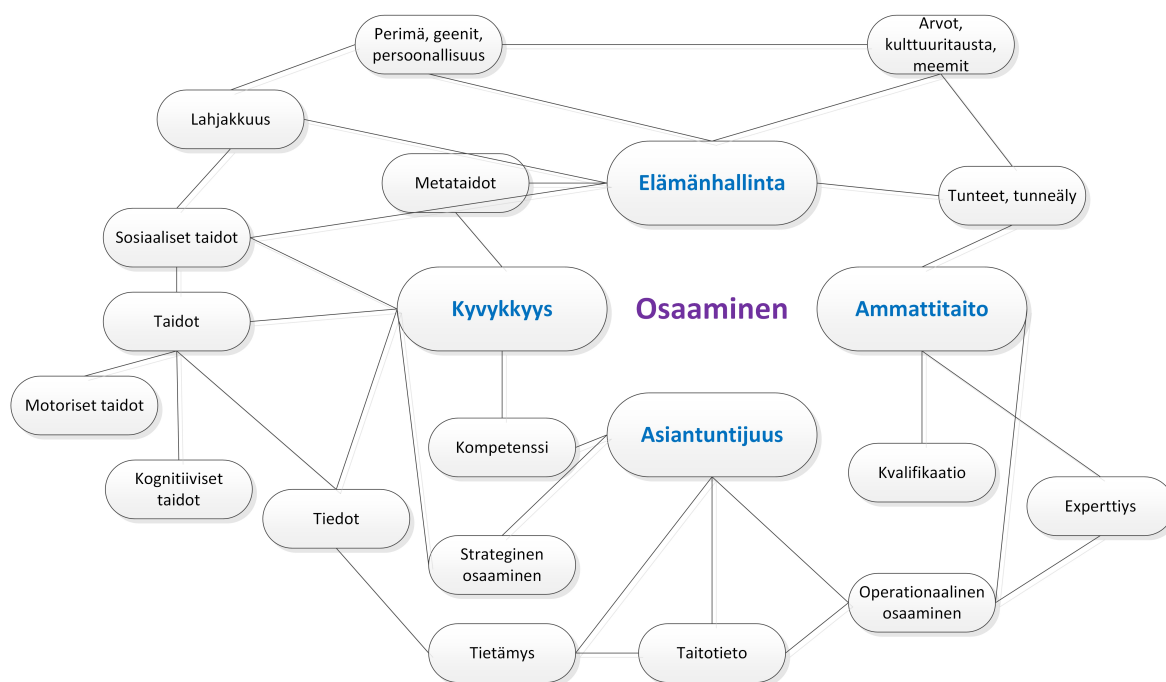 Perimä, geenit,
persoonallisuus
Arvot,
kulttuuritausta,
meemit
Lahjakkuus
Metataidot
Elämänhallinta
Tunteet, tunneäly
Sosiaaliset taidot
Kyvykkyys
Osaaminen
Ammattitaito
Taidot
Motoriset taidot
Kompetenssi
Asiantuntijuus
Kvalifikaatio
Kognitiiviset
taidot
Tiedot
Experttiys
Strateginen
osaaminen
Operationaalinen
osaaminen
Tietämys
Taitotieto